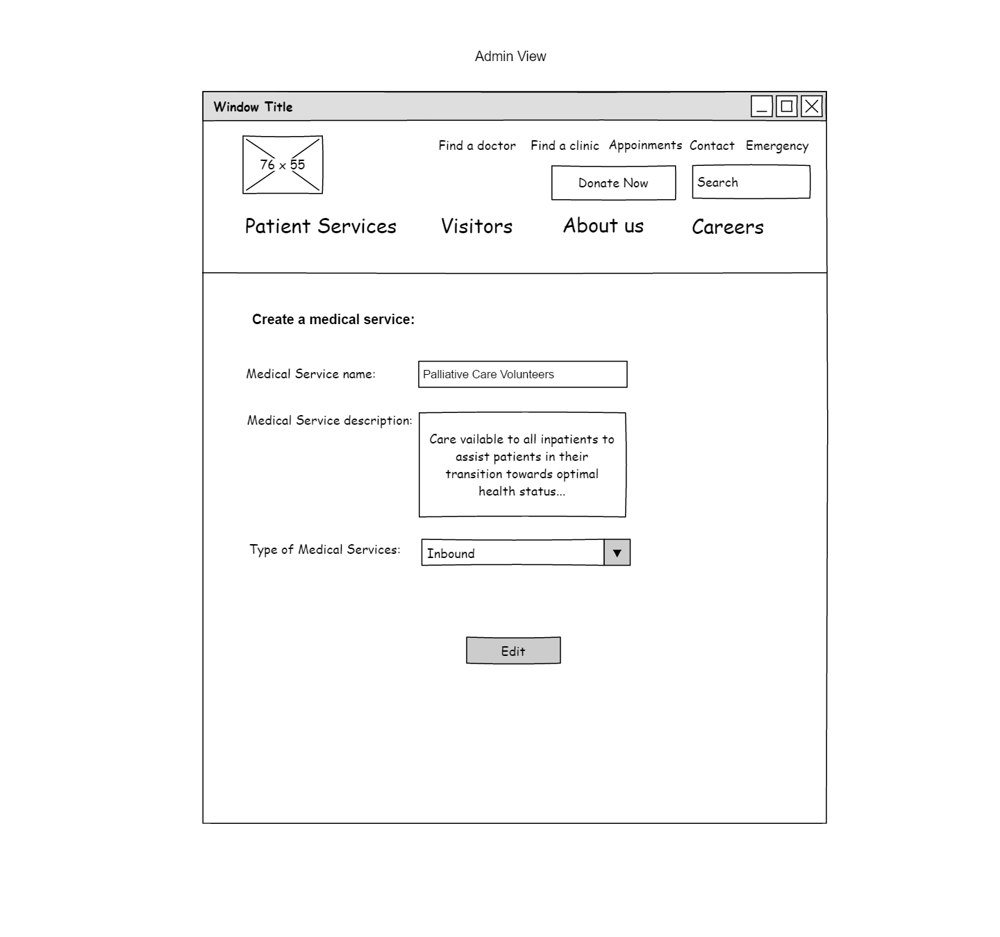 Admin View
Window Title
76 x 55
Find a doctor Find a clinic Appoinments Contact Emergency
Donate Now Search
Patient Services Visitors About us Careers
Create a medical service:
Medical Service name: Palliative Care Volunteers
Medical Service description:
Care vailable to all inpatients to
assist patients in their
transition towards optimal
health status...
Type of Medical Services: Inbound
Edit